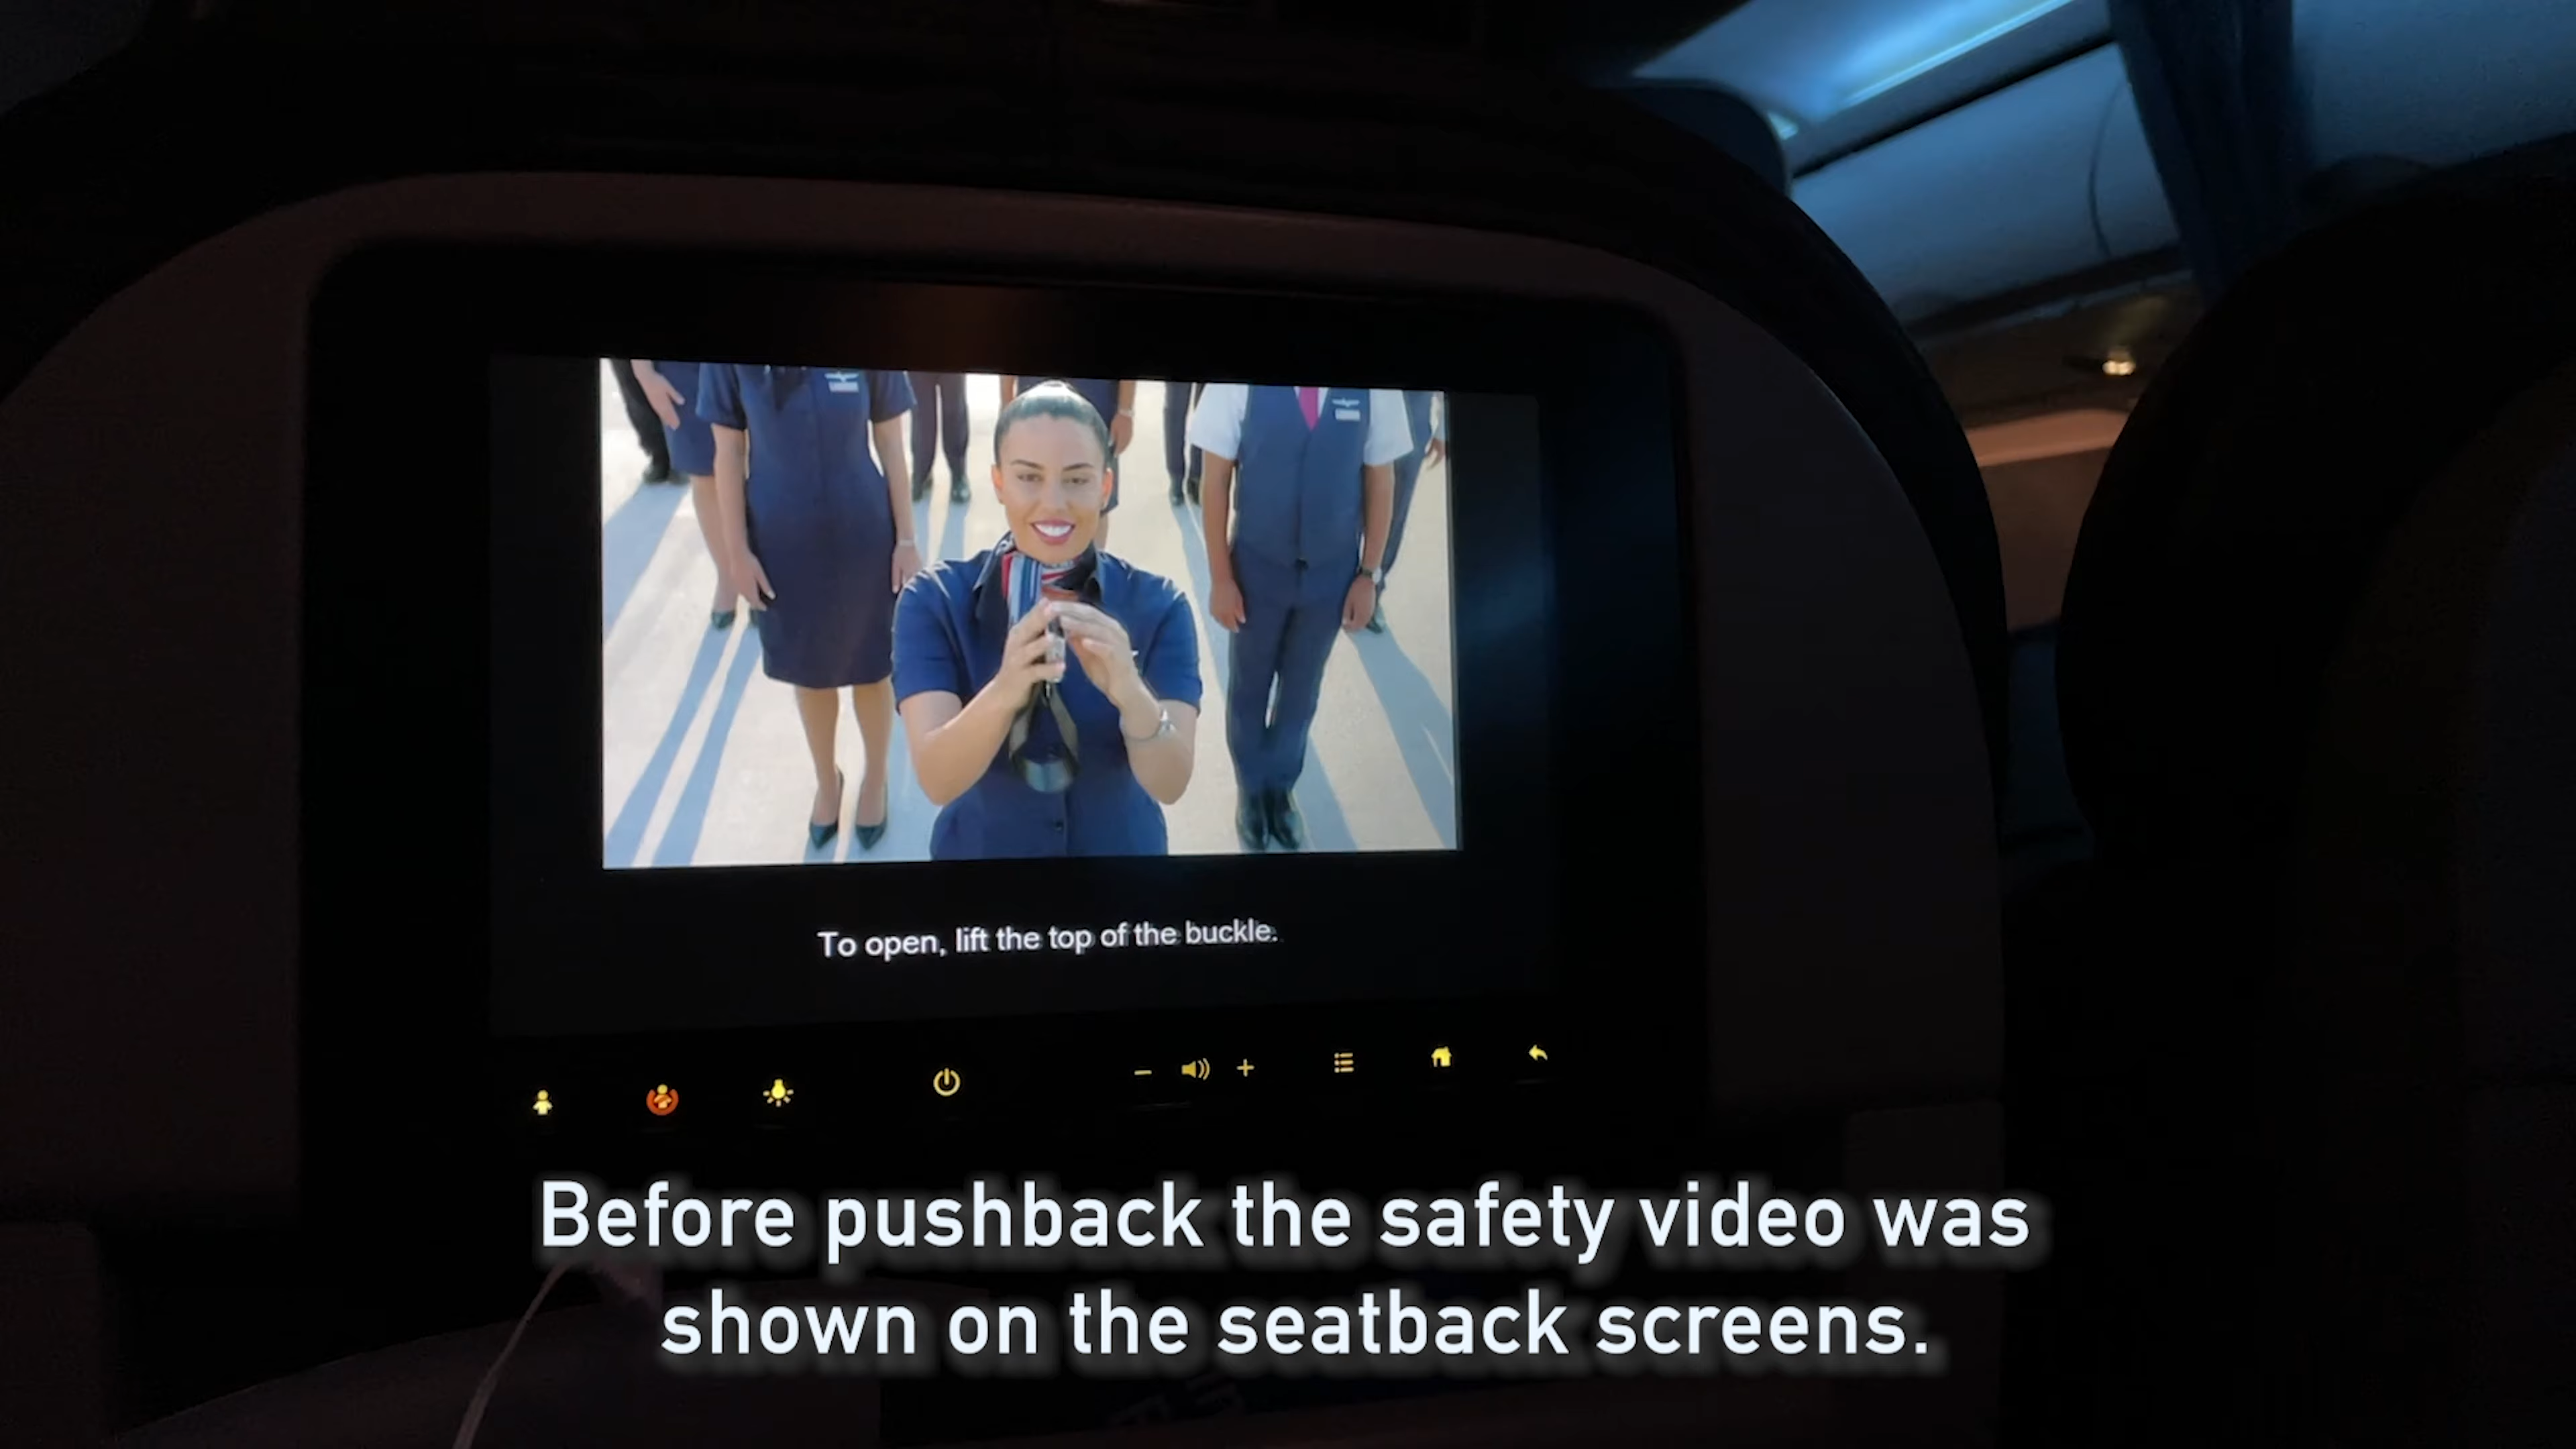 To open, lift the top of the buckle.
Before pushback the safety video was
shown on the seatback screens.